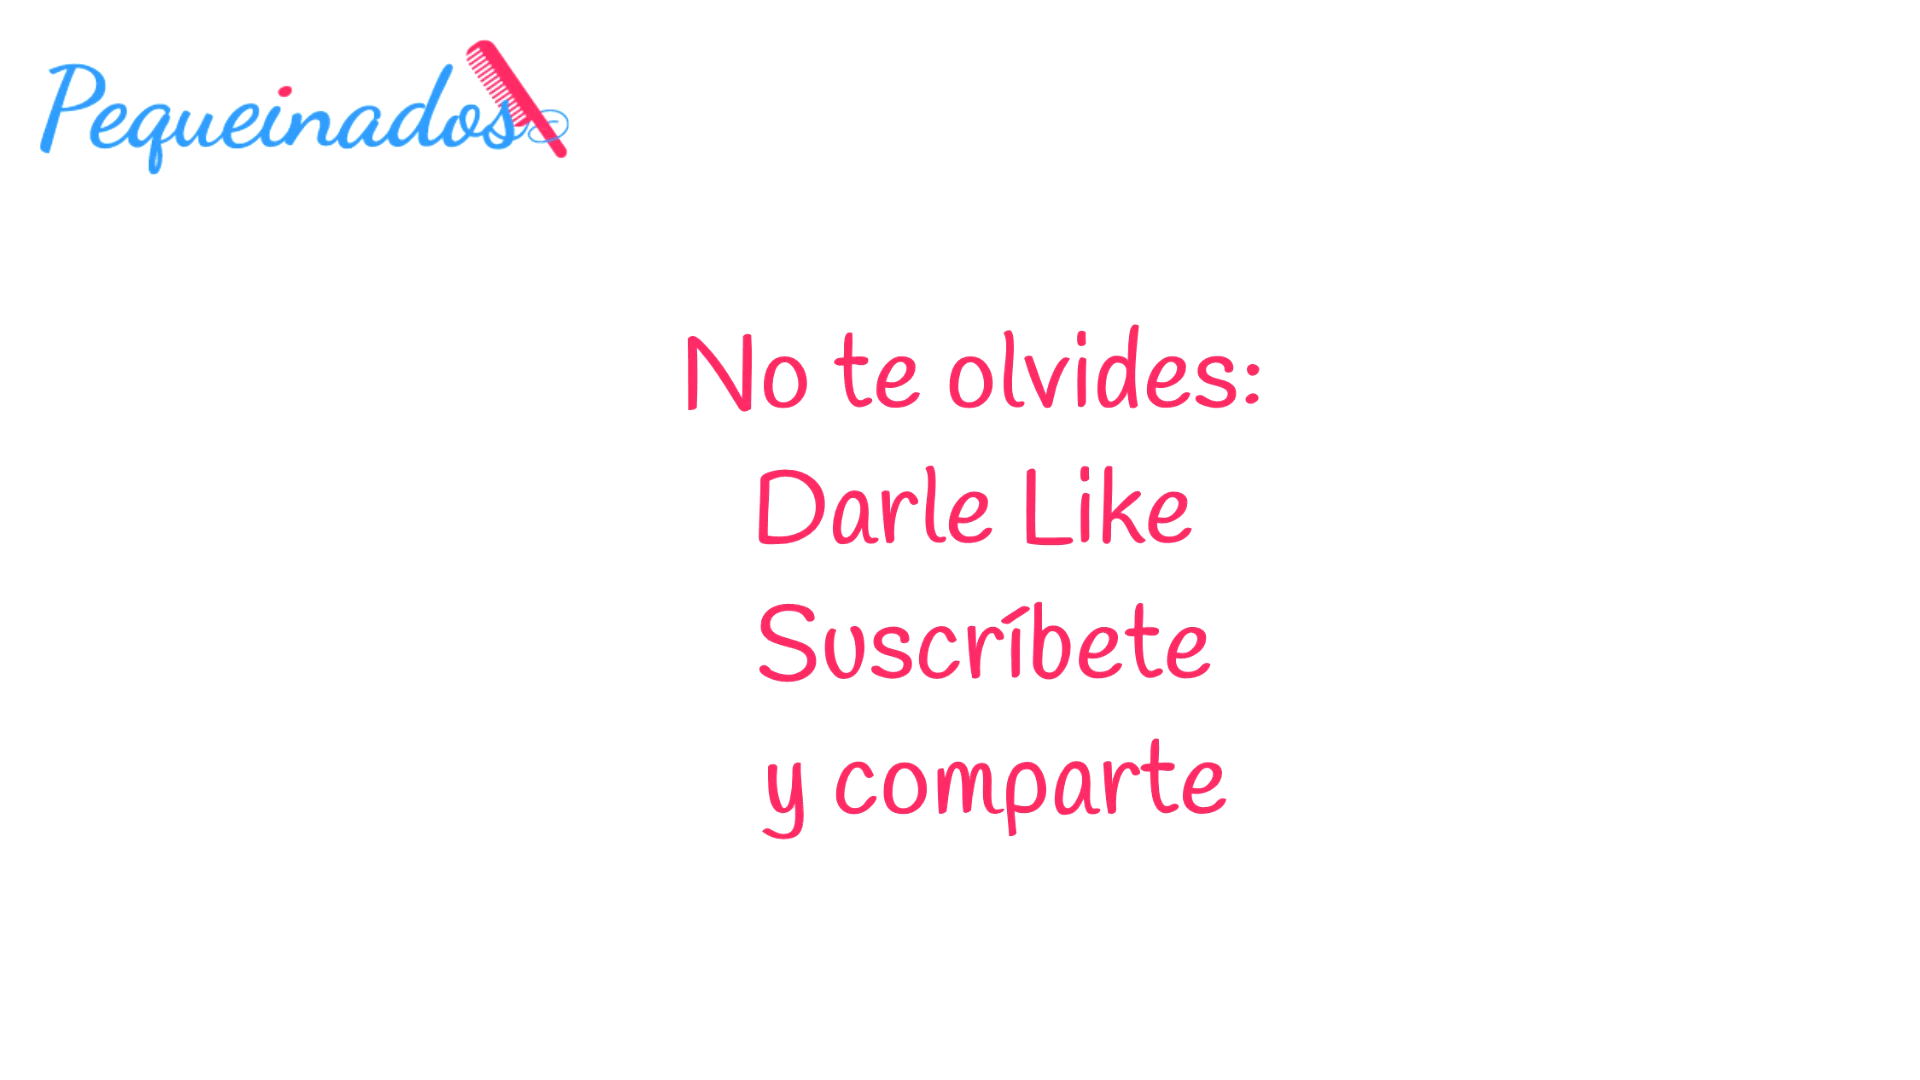 Pequeinados
No te olvides:
Darle Like
Suscríbete
y comparte